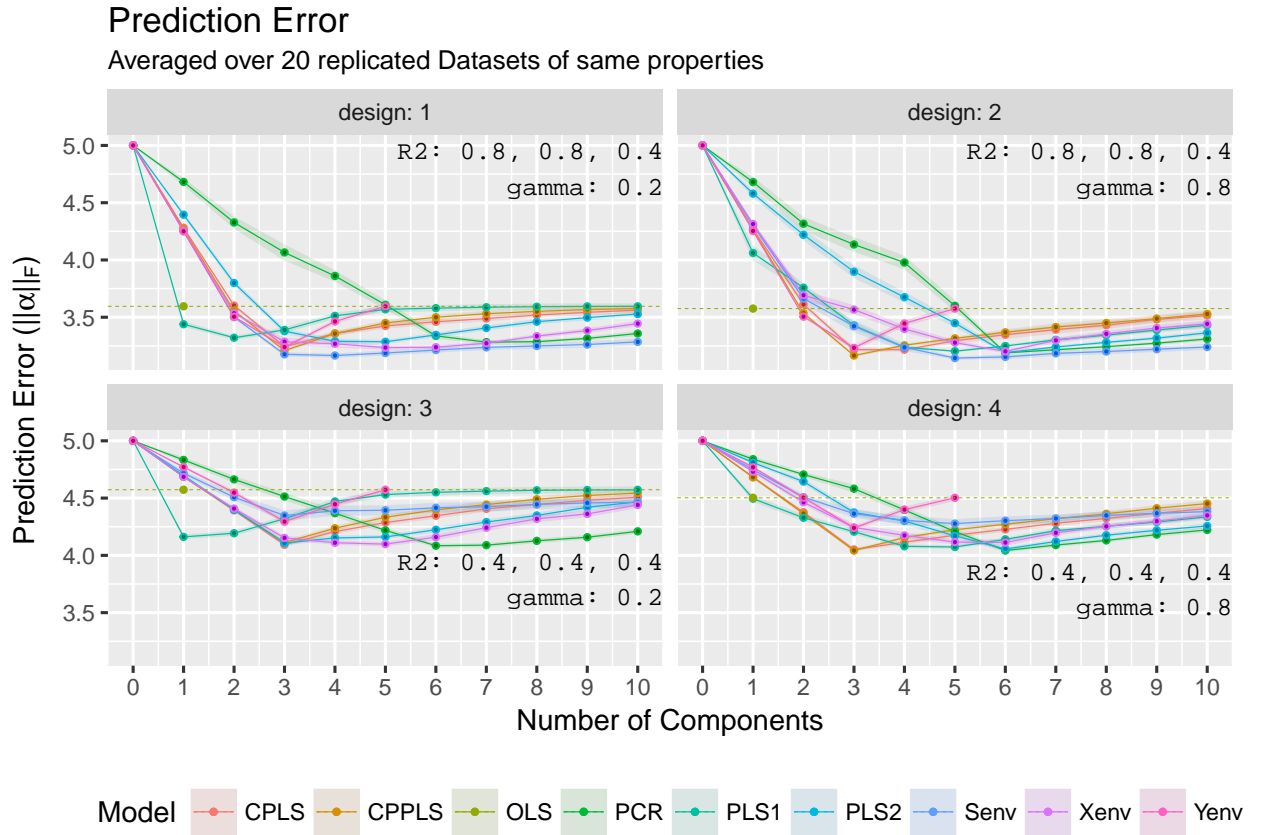 Prediction Error
Averaged over 20 replicated Datasets of same properties
design: 1
design: 2
R2: 0.8, 0.8, 0.4
gamma: 0.2
R2: 0.8, 0.8, 0.4
gamma: 0.8
5.0
4.5
4.0
3.5
design: 3
design: 4
R2: 0.4, 0.4, 0.4
gamma: 0.2
R2: 0.4, 0.4, 0.4
gamma: 0.8
5.0
4.5
4.0
3.5
0 1 2 3 4 5 6 7 8 9 10
0 1 2 3 4 5 6 7 8 9 10
Prediction Error (||α||F)
Number of Components
Model CPLS CPPLS OLS PCR PLS1 PLS2 Senv Xenv Yenv